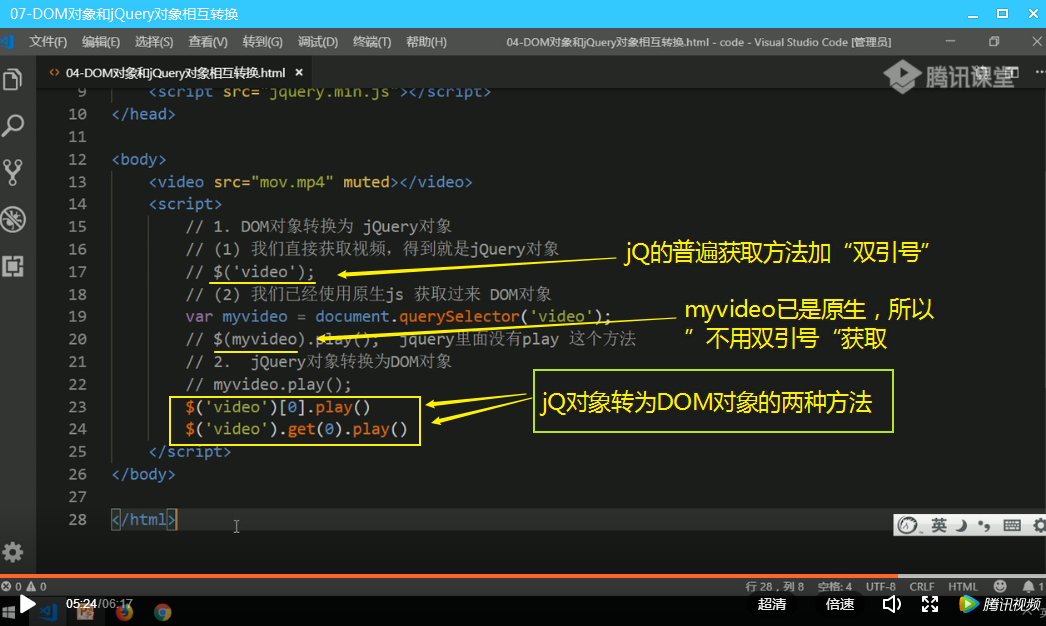 07-DOM对象和jQuery对象相互转换
文件(F) 编辑(E) 选择(S) 查看(V) 转到(G) 调试(D) 终端(T) 帮助(H) 04-DOM对象和jQuery对象相互转换.html - code - Visual Studio Code [管理员]
<> 04-DOM对象和jQuery对象相互转换.html ×
腾讯课堂
9 <script src="jquery.min.js"></script>
10 </head>
11
12 <body>
13 <video src="mov.mp4" muted></video>
14 <script>
15 // 1. DOM对象转换为 jQuery对象
16 // (1) 我们直接获取视频，得到就是jQuery对象
17 // $('video');
jQ的普遍获取方法加“双引号”
18 // (2) 我们已经使用原生js 获取过来 DOM对象
19 var myvideo = document.querySelector('video');
20 // $(myvideo).play(); jquery里面没有play 这个方法
myvideo已是原生，所以
”不用双引号“获取
21 // 2. jQuery对象转换为DOM对象
22 // myvideo.play();
23 $('video')[0].play()
24 $('video').get(0).play()
jQ对象转为DOM对象的两种方法
25 </script>
26 </body>
27
28 </html>
英
0 0 行 28，列 8 空格: 4 UTF-8 CRLF HTML 1
05:24/06:17 超清 倍速 腾讯视频